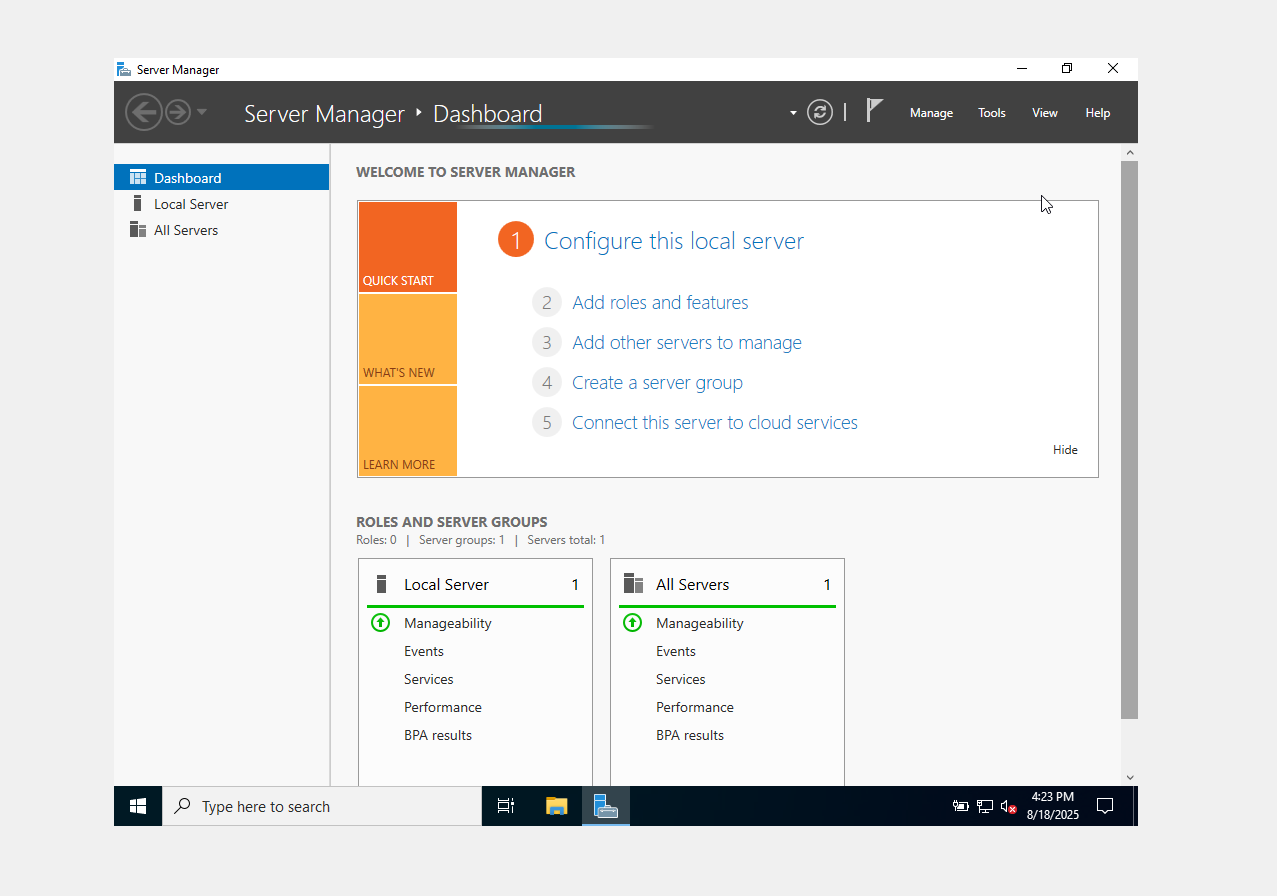 Server Manager
Server Manager Dashboard
Manage Tools View Help
Dashboard
Local Server
All Servers
WELCOME TO SERVER MANAGER
QUICK START
WHAT'S NEW
LEARN MORE
1 Configure this local server
2 Add roles and features
3 Add other servers to manage
4 Create a server group
5 Connect this server to cloud services
Hide
ROLES AND SERVER GROUPS
Roles: 0 | Server groups: 1 | Servers total: 1
Local Server 1
Manageability
Events
Services
Performance
BPA results
All Servers 1
Manageability
Events
Services
Performance
BPA results
Type here to search
4:23 PM
8/18/2025